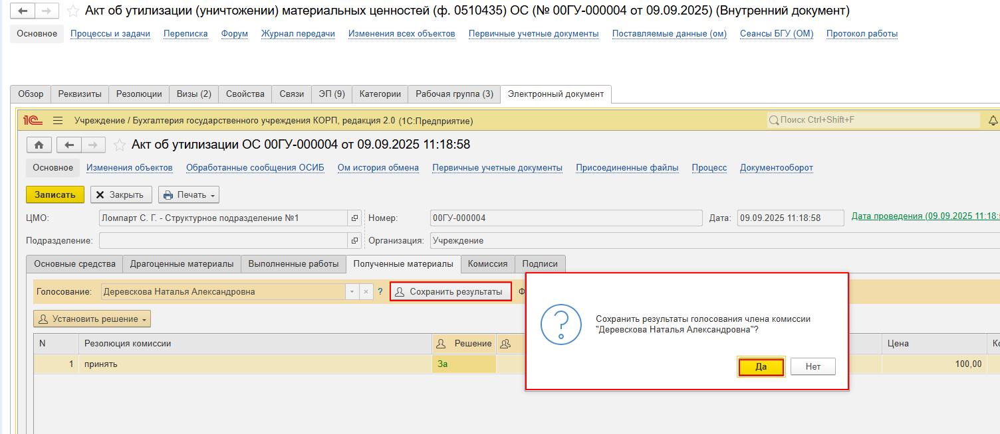 Акт об утилизации (уничтожении) материальных ценностей (ф. 0510435) ОС (№ 00ГУ-000004 от 09.09.2025) (Внутренний документ)
Основное Процессы и задачи Переписка Форум Журнал передачи Изменения всех объектов Первичные учетные документы Поставляемые данные (ом) Сеансы БГУ (ОМ) Протокол работы
Обзор Реквизиты Резолюции Визы (2) Свойства Связи ЭП (9) Категории Рабочая группа (3) Электронный документ
1С Учреждение / Бухгалтерия государственного учреждения КОРП, редакция 2.0 (1С:Предприятие) Поиск Ctrl+Shift+F
Акт об утилизации ОС 00ГУ-000004 от 09.09.2025 11:18:58
Основное Изменения объектов Обработанные сообщения ОСИБ Ом история обмена Первичные учетные документы Присоединенные файлы Процесс Документооборот
Записать Закрыть Печать
ЦМО: Ломпарт С. Г. - Структурное подразделение №1 Номер: 00ГУ-000004 Дата: 09.09.2025 11:18:58 Дата проведения (09.09.2025 11:18:
Подразделение: Организация: Учреждение
Основные средства Драгоценные материалы Выполненные работы Полученные материалы Комиссия Подписи
Голосование: Деревскова Наталья Александровна ? Сохранить результаты
Установить решение
N Резолюция комиссии Решение Цена
1 принять За 100,00
Сохранить результаты голосования члена комиссии
"Деревскова Наталья Александровна"?
Да Нет